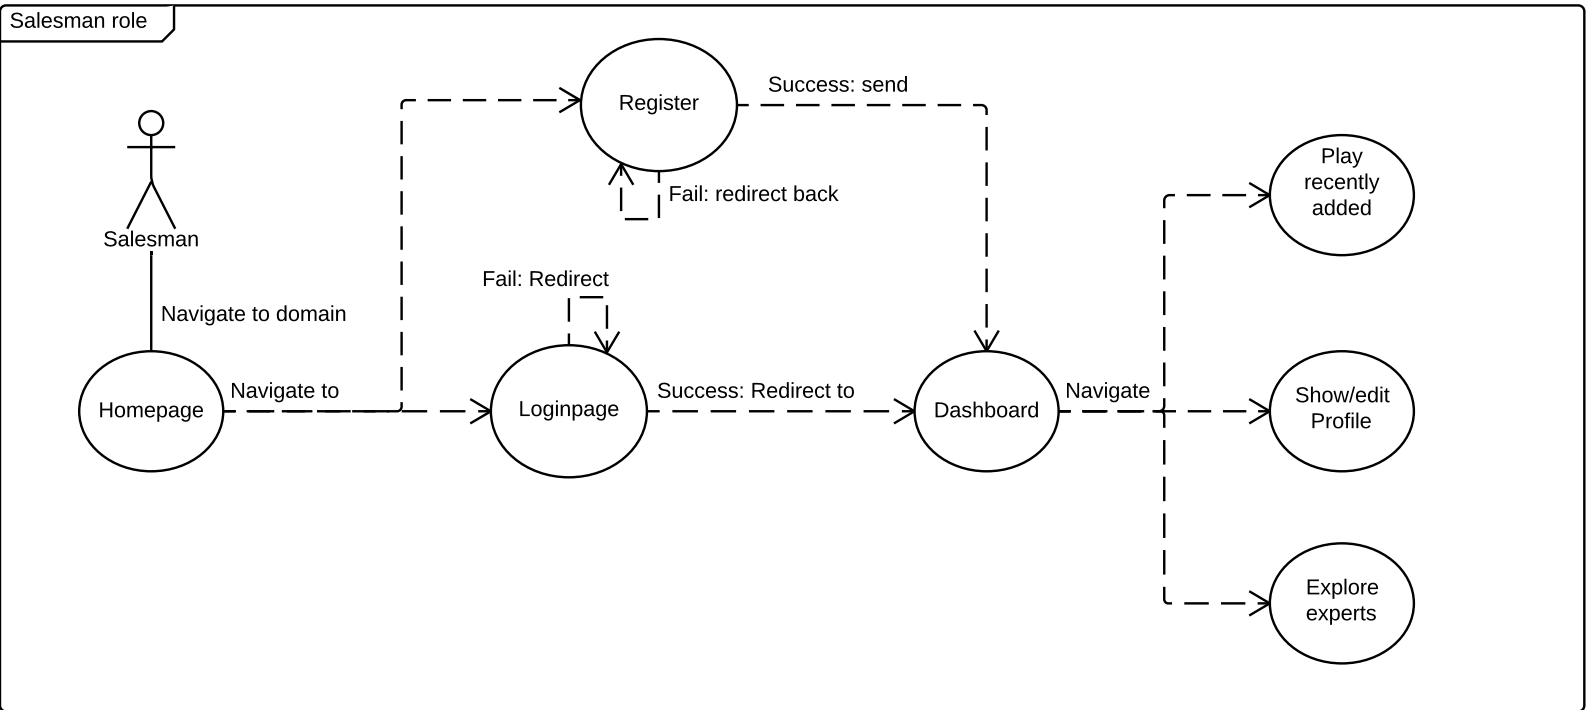 Salesman role
Register
Success: send
Fail: redirect back
Play
recently
added
Salesman
Navigate to domain
Fail: Redirect
Homepage
Navigate to
Loginpage
Success: Redirect to
Dashboard
Navigate
Show/edit
Profile
Explore
experts